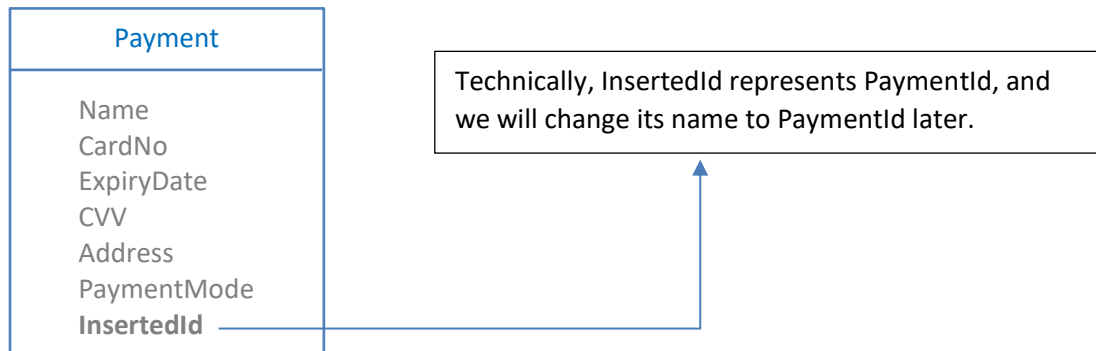 Payment
Name
CardNo
ExpiryDate
CVV
Address
PaymentMode
InsertedId
Technically, InsertedId represents PaymentId, and
we will change its name to PaymentId later.